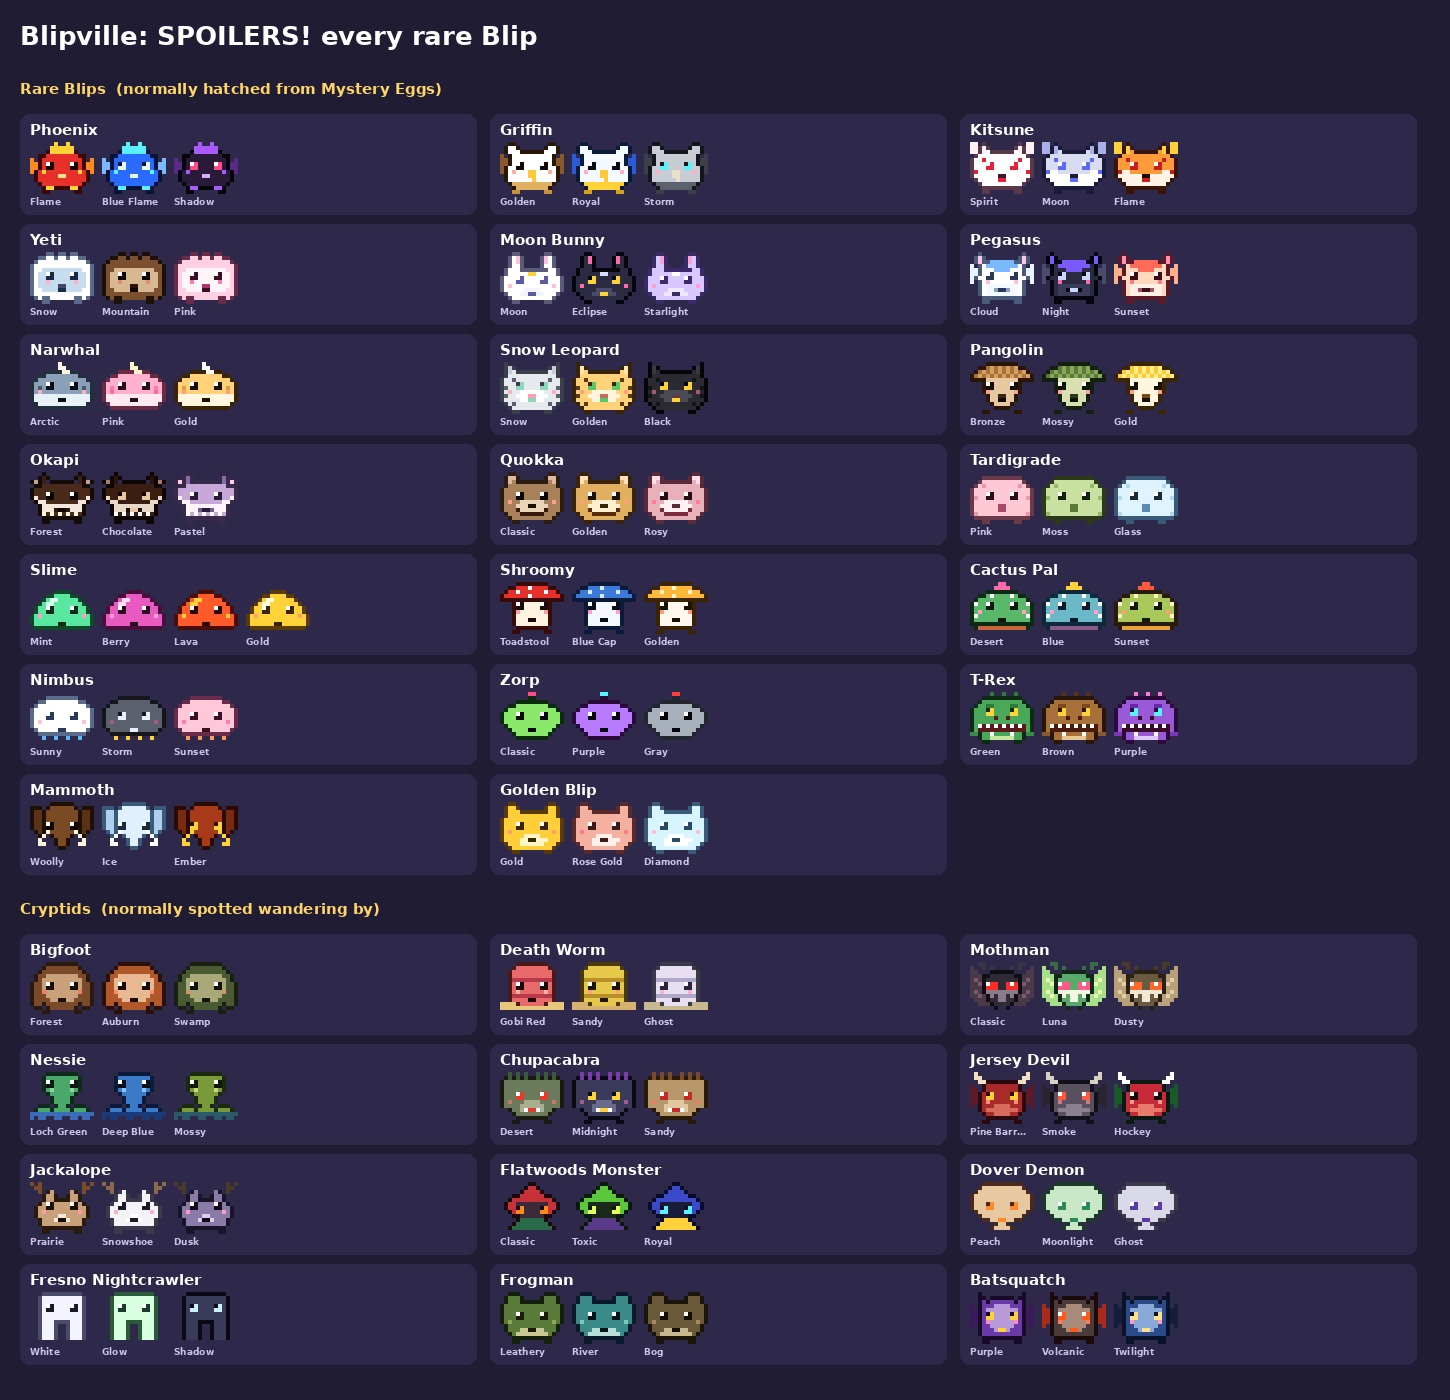 Blipville: SPOILERS! every rare Blip
Rare Blips (normally hatched from Mystery Eggs)
Phoenix
Flame Blue Flame Shadow
Griffin
Golden Royal Storm
Kitsune
Spirit Moon Flame
Yeti
Snow Mountain Pink
Moon Bunny
Moon Eclipse Starlight
Pegasus
Cloud Night Sunset
Narwhal
Arctic Pink Gold
Snow Leopard
Snow Golden Black
Pangolin
Bronze Mossy Gold
Okapi
Forest Chocolate Pastel
Quokka
Classic Golden Rosy
Tardigrade
Pink Moss Glass
Slime
Mint Berry Lava Gold
Shroomy
Toadstool Blue Cap Golden
Cactus Pal
Desert Blue Sunset
Nimbus
Sunny Storm Sunset
Zorp
Classic Purple Gray
T-Rex
Green Brown Purple
Mammoth
Woolly Ice Ember
Golden Blip
Gold Rose Gold Diamond
Cryptids (normally spotted wandering by)
Bigfoot
Forest Auburn Swamp
Death Worm
Gobi Red Sandy Ghost
Mothman
Classic Luna Dusty
Nessie
Loch Green Deep Blue Mossy
Chupacabra
Desert Midnight Sandy
Jersey Devil
Pine Barr... Smoke Hockey
Jackalope
Prairie Snowshoe Dusk
Flatwoods Monster
Classic Toxic Royal
Dover Demon
Peach Moonlight Ghost
Fresno Nightcrawler
White Glow Shadow
Frogman
Leathery River Bog
Batsquatch
Purple Volcanic Twilight